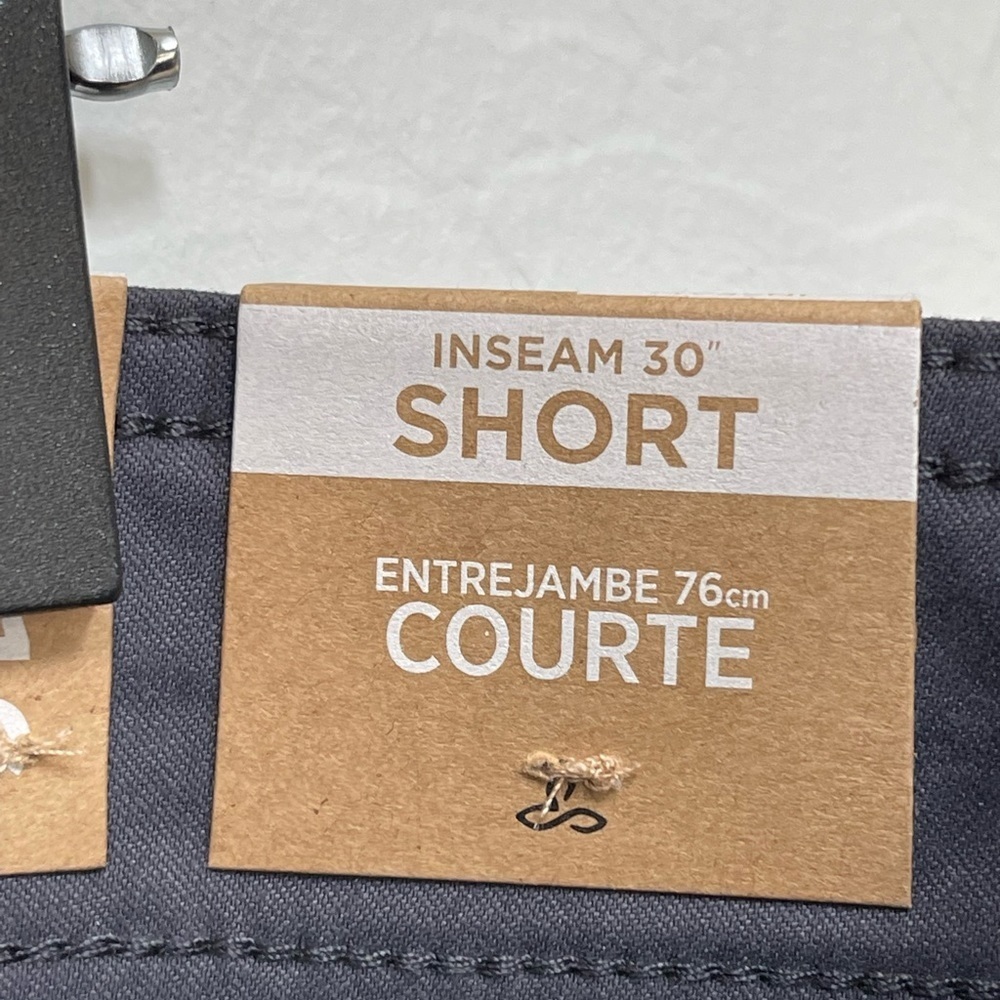 INSEAM 30"
SHORT
ENTREJAMBE 76cm
COURTE